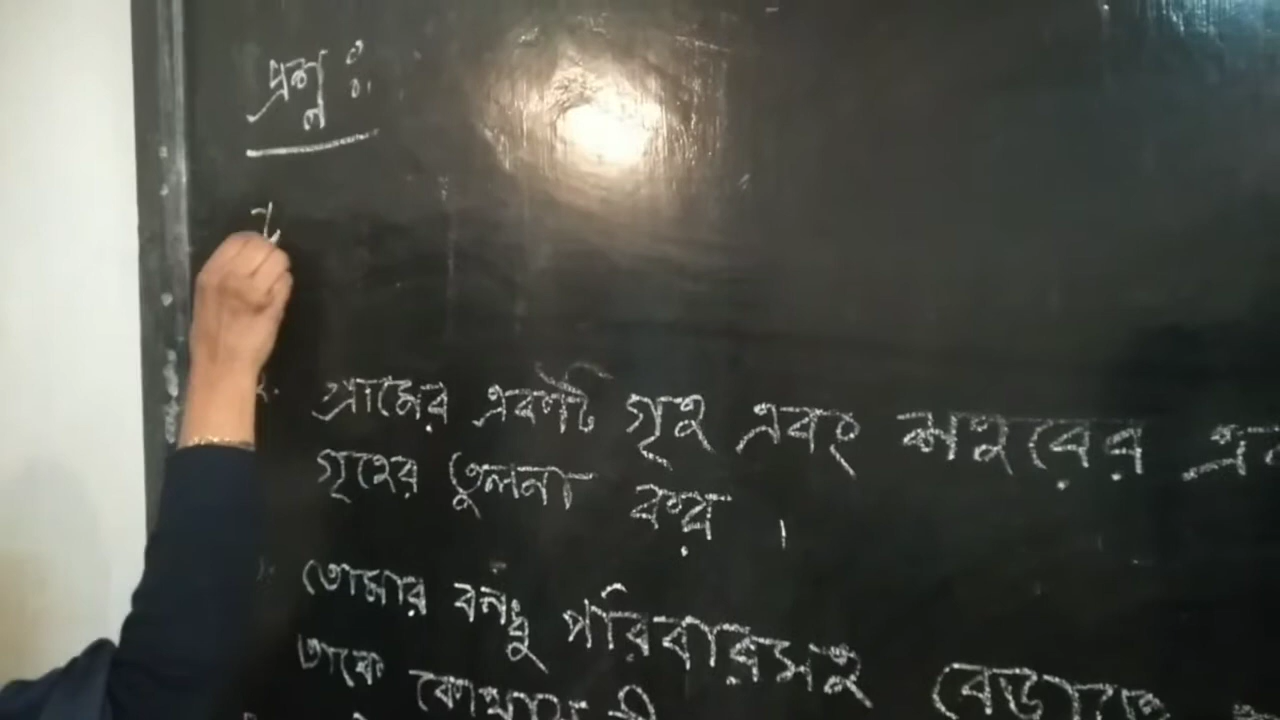 প্রশ্ন :
গ্রামের একটি গৃহ এবং শহরের
গৃহের তুলনা কর ।
তোমার বন্ধু পরিবারসহ
তাকে কোথায়